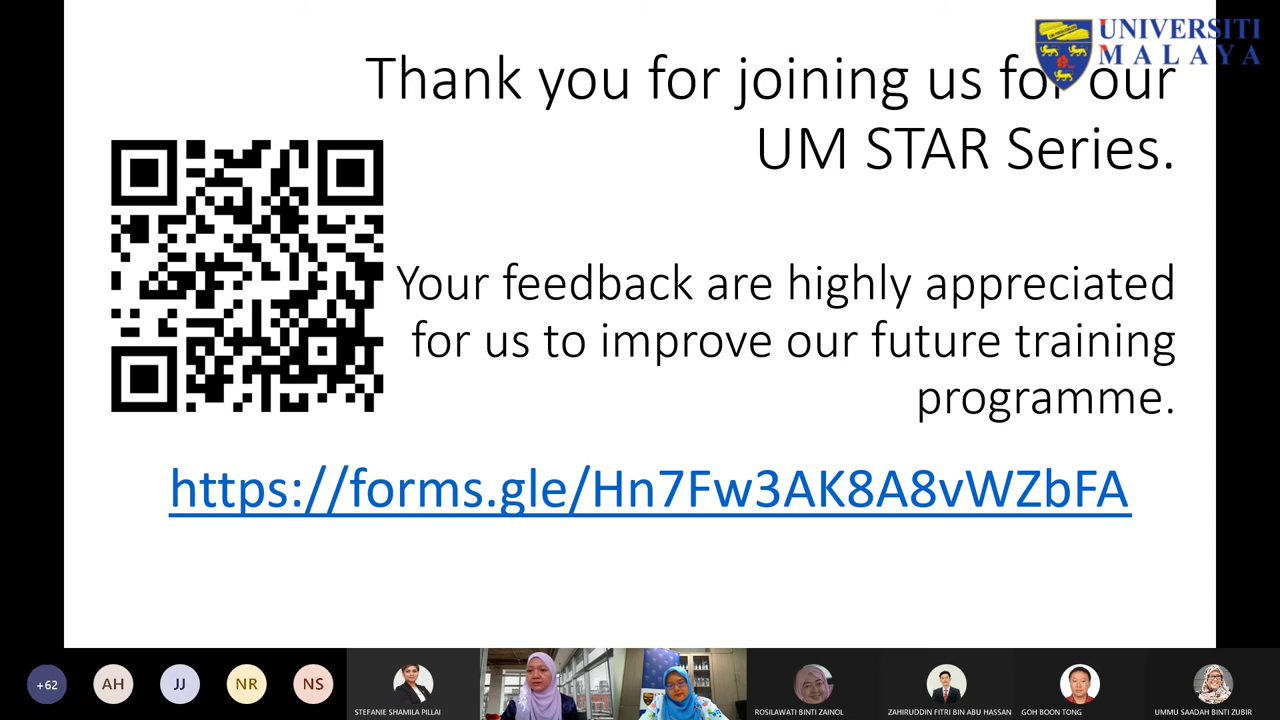 UNIVERSITI
MALAYA
Thank you for joining us for our
UM STAR Series.
Your feedback are highly appreciated
for us to improve our future training
programme.
https://forms.gle/Hn7Fw3AK8A8vWZbFA
+62
AH
JJ
NR
NS
STEFANIE SHAMILA PILLAI
ROSILAWATI BINTI ZAINOL
ZAHIRUDDIN FITRI BIN ABU HASSAN
GOH BOON TONG
UMMU SAADAH BINTI ZUBIR